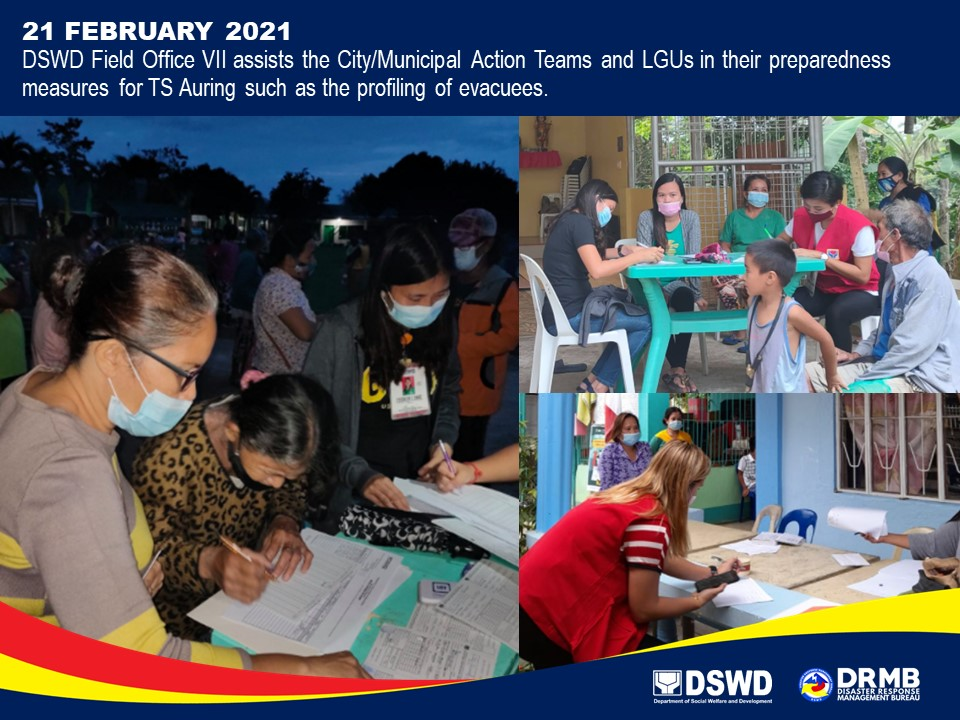 21 FEBRUARY 2021
DSWD Field Office VII assists the City/Municipal Action Teams and LGUs in their preparedness
measures for TS Auring such as the profiling of evacuees.
DSWD
Department of Social Welfare and Development
DRMB
DISASTER RESPONSE
MANAGEMENT BUREAU